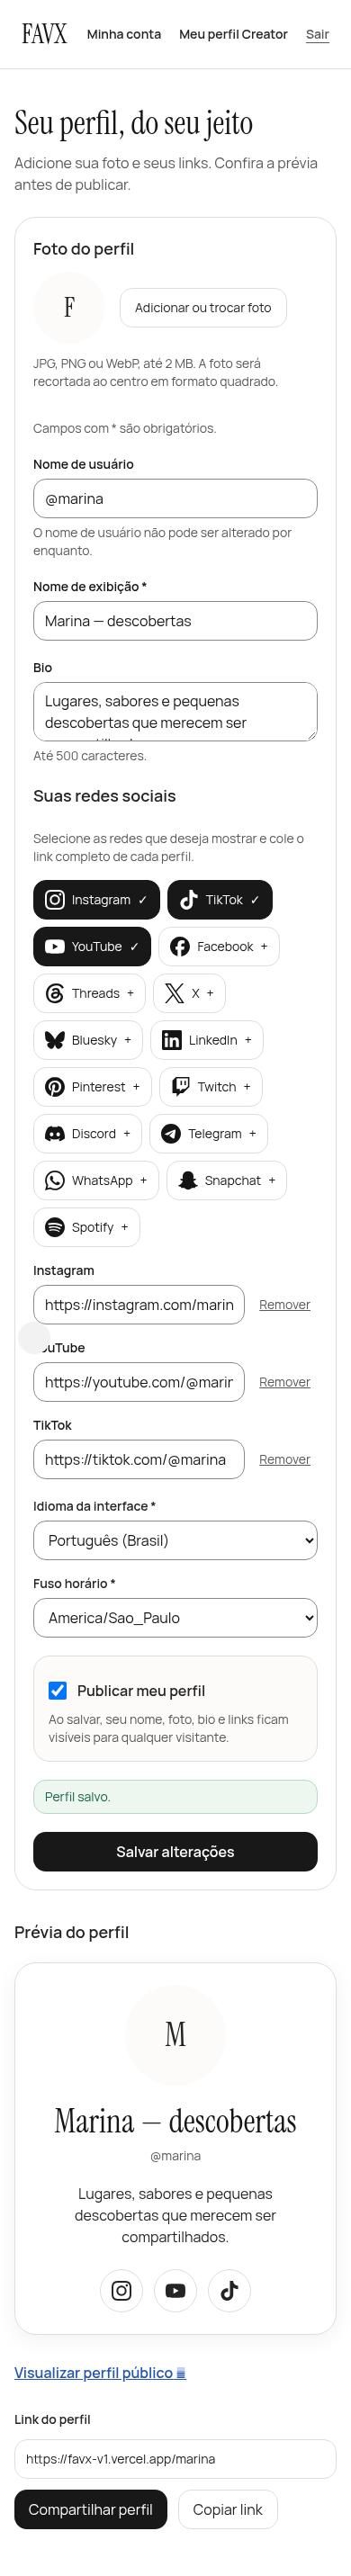 FAVX Minha conta Meu perfil Creator Sair
Seu perfil, do seu jeito
Adicione sua foto e seus links. Confira a prévia
antes de publicar.
Foto do perfil
F
Adicionar ou trocar foto
JPG, PNG ou WebP, até 2 MB. A foto será
recortada ao centro em formato quadrado.
Campos com * são obrigatórios.
Nome de usuário
@marina
O nome de usuário não pode ser alterado por
enquanto.
Nome de exibição *
Marina — descobertas
Bio
Lugares, sabores e pequenas
descobertas que merecem ser
Até 500 caracteres.
Suas redes sociais
Selecione as redes que deseja mostrar e cole o
link completo de cada perfil.
Instagram ✓ TikTok ✓
YouTube ✓ Facebook +
Threads + X +
Bluesky + LinkedIn +
Pinterest + Twitch +
Discord + Telegram +
WhatsApp + Snapchat +
Spotify +
Instagram
https://instagram.com/marin Remover
uTube
https://youtube.com/@marin Remover
TikTok
https://tiktok.com/@marina Remover
Idioma da interface *
Português (Brasil)
Fuso horário *
America/Sao_Paulo
Publicar meu perfil
Ao salvar, seu nome, foto, bio e links ficam
visíveis para qualquer visitante.
Perfil salvo.
Salvar alterações
Prévia do perfil
M
Marina — descobertas
@marina
Lugares, sabores e pequenas
descobertas que merecem ser
compartilhados.
Visualizar perfil público
Link do perfil
https://favx-v1.vercel.app/marina
Compartilhar perfil Copiar link